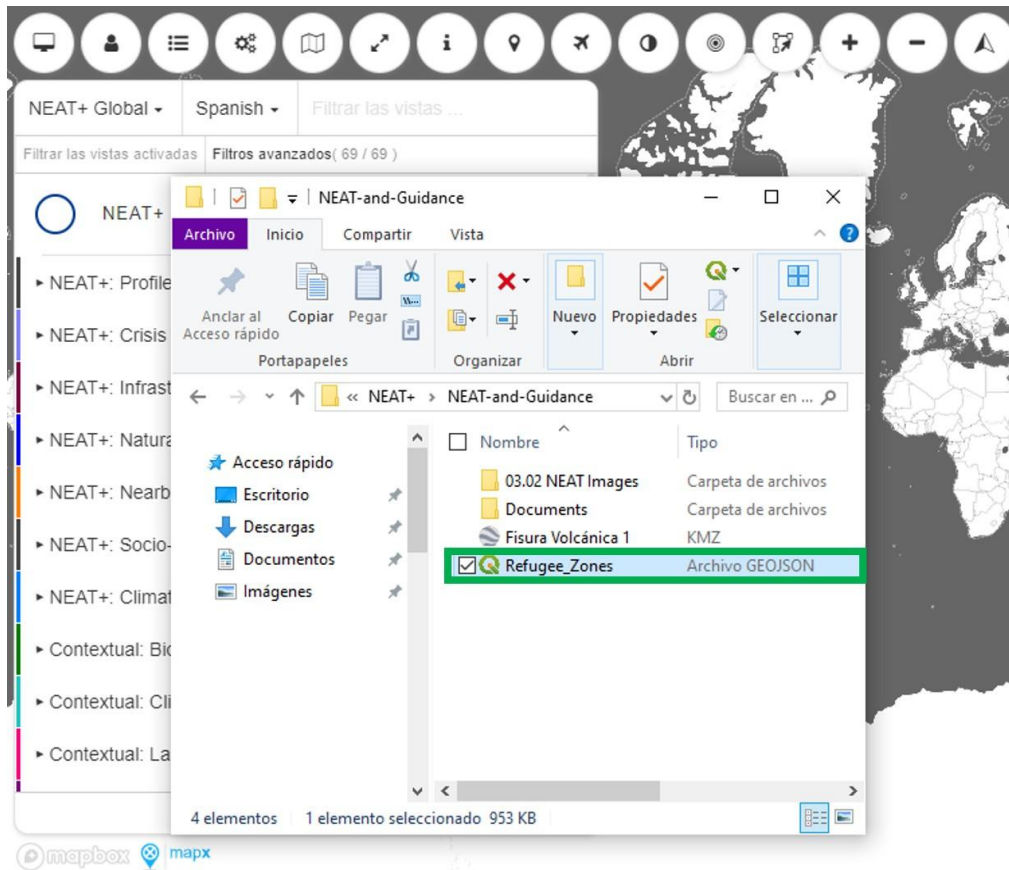 NEAT+ Global
Spanish
Filtrar las vistas ...
Filtrar las vistas activadas
Filtros avanzados( 69 / 69 )
NEAT+
NEAT+: Profile
NEAT+: Crisis
NEAT+: Infrast
NEAT+: Natura
NEAT+: Nearb
NEAT+: Socio-
NEAT+: Climat
Contextual: Bio
Contextual: Cli
Contextual: La
NEAT-and-Guidance
Archivo
Inicio
Compartir
Vista
Anclar al
Acceso rápido
Copiar
Pegar
Nuevo
Propiedades
Seleccionar
Portapapeles
Organizar
Abrir
« NEAT+ > NEAT-and-Guidance
Buscar en ...
Acceso rápido
Escritorio
Descargas
Documentos
Imágenes
Nombre
Tipo
03.02 NEAT Images
Carpeta de archivos
Documents
Carpeta de archivos
Fisura Volcánica 1
KMZ
Refugee_Zones
Archivo GEOJSON
4 elementos
1 elemento seleccionado 953 KB
mapbox
mapx